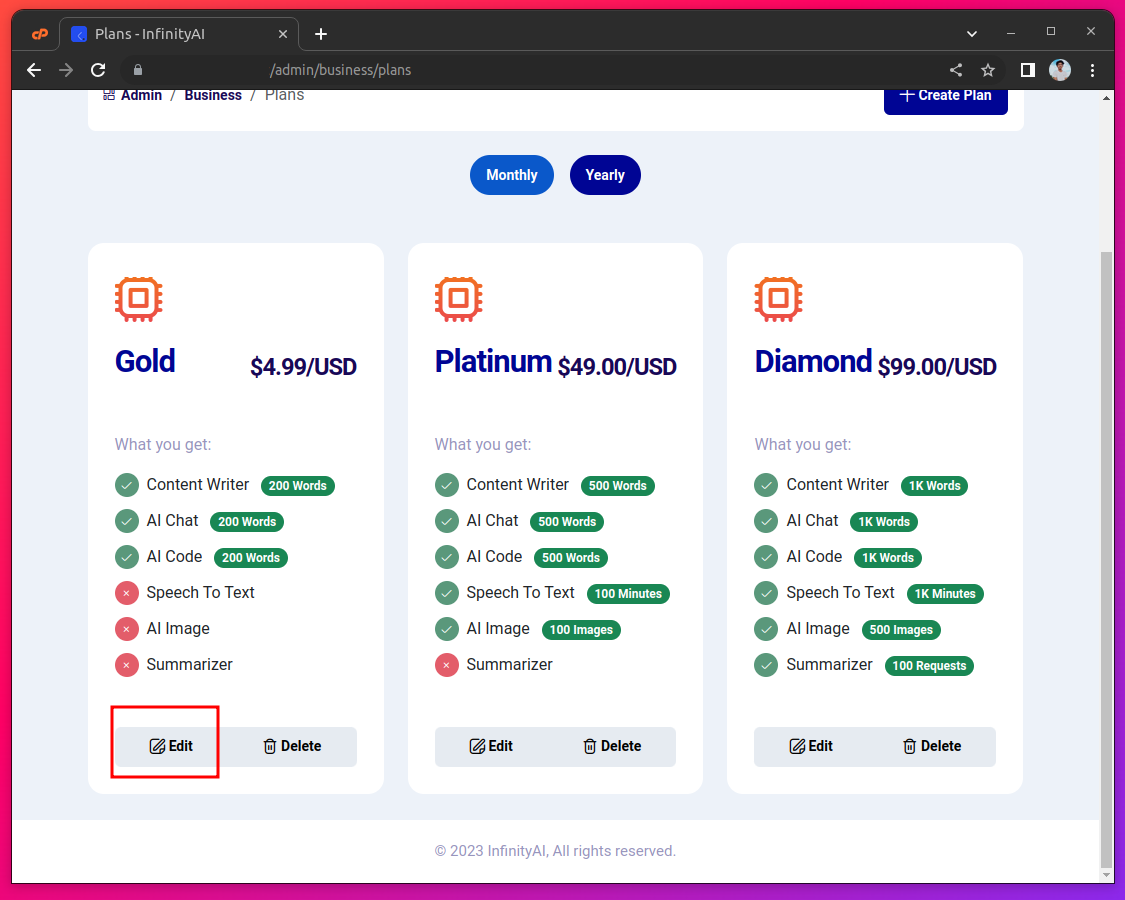 cP
Plans - InfinityAI
/admin/business/plans
Admin / Business / Plans
Create Plan
Monthly
Yearly
Gold
$4.99/USD
What you get:
Content Writer 200 Words
AI Chat 200 Words
AI Code 200 Words
Speech To Text
AI Image
Summarizer
Edit
Delete
Platinum
$49.00/USD
What you get:
Content Writer 500 Words
AI Chat 500 Words
AI Code 500 Words
Speech To Text 100 Minutes
AI Image 100 Images
Summarizer
Edit
Delete
Diamond
$99.00/USD
What you get:
Content Writer 1K Words
AI Chat 1K Words
AI Code 1K Words
Speech To Text 1K Minutes
AI Image 500 Images
Summarizer 100 Requests
Edit
Delete
© 2023 InfinityAI, All rights reserved.